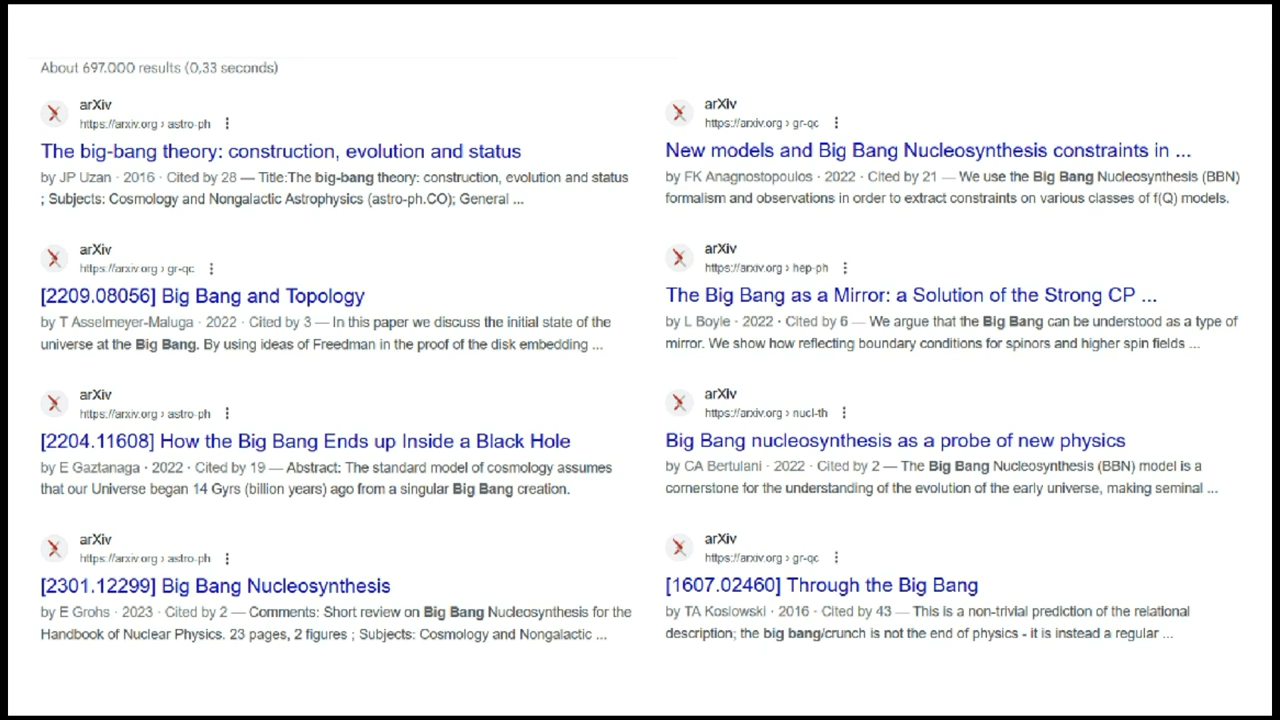 About 697.000 results (0,33 seconds)
arXiv
https://arxiv.org › astro-ph
The big-bang theory: construction, evolution and status
by JP Uzan · 2016 · Cited by 28 — Title:The big-bang theory: construction, evolution and status
; Subjects: Cosmology and Nongalactic Astrophysics (astro-ph.CO); General ...
arXiv
https://arxiv.org › gr-qc
[2209.08056] Big Bang and Topology
by T Asselmeyer-Maluga · 2022 · Cited by 3 — In this paper we discuss the initial state of the
universe at the Big Bang. By using ideas of Freedman in the proof of the disk embedding ...
arXiv
https://arxiv.org › astro-ph
[2204.11608] How the Big Bang Ends up Inside a Black Hole
by E Gaztanaga · 2022 · Cited by 19 — Abstract: The standard model of cosmology assumes
that our Universe began 14 Gyrs (billion years) ago from a singular Big Bang creation.
arXiv
https://arxiv.org › astro-ph
[2301.12299] Big Bang Nucleosynthesis
by E Grohs · 2023 · Cited by 2 — Comments: Short review on Big Bang Nucleosynthesis for the
Handbook of Nuclear Physics. 23 pages, 2 figures ; Subjects: Cosmology and Nongalactic ...
arXiv
https://arxiv.org › gr-qc
New models and Big Bang Nucleosynthesis constraints in ...
by FK Anagnostopoulos · 2022 · Cited by 21 — We use the Big Bang Nucleosynthesis (BBN)
formalism and observations in order to extract constraints on various classes of f(Q) models.
arXiv
https://arxiv.org › hep-ph
The Big Bang as a Mirror: a Solution of the Strong CP ...
by L Boyle · 2022 · Cited by 6 — We argue that the Big Bang can be understood as a type of
mirror. We show how reflecting boundary conditions for spinors and higher spin fields ...
arXiv
https://arxiv.org › nucl-th
Big Bang nucleosynthesis as a probe of new physics
by CA Bertulani · 2022 · Cited by 2 — The Big Bang Nucleosynthesis (BBN) model is a
cornerstone for the understanding of the evolution of the early universe, making seminal ...
arXiv
https://arxiv.org › gr-qc
[1607.02460] Through the Big Bang
by TA Koslowski · 2016 · Cited by 43 — This is a non-trivial prediction of the relational
description; the big bang/crunch is not the end of physics - it is instead a regular ...